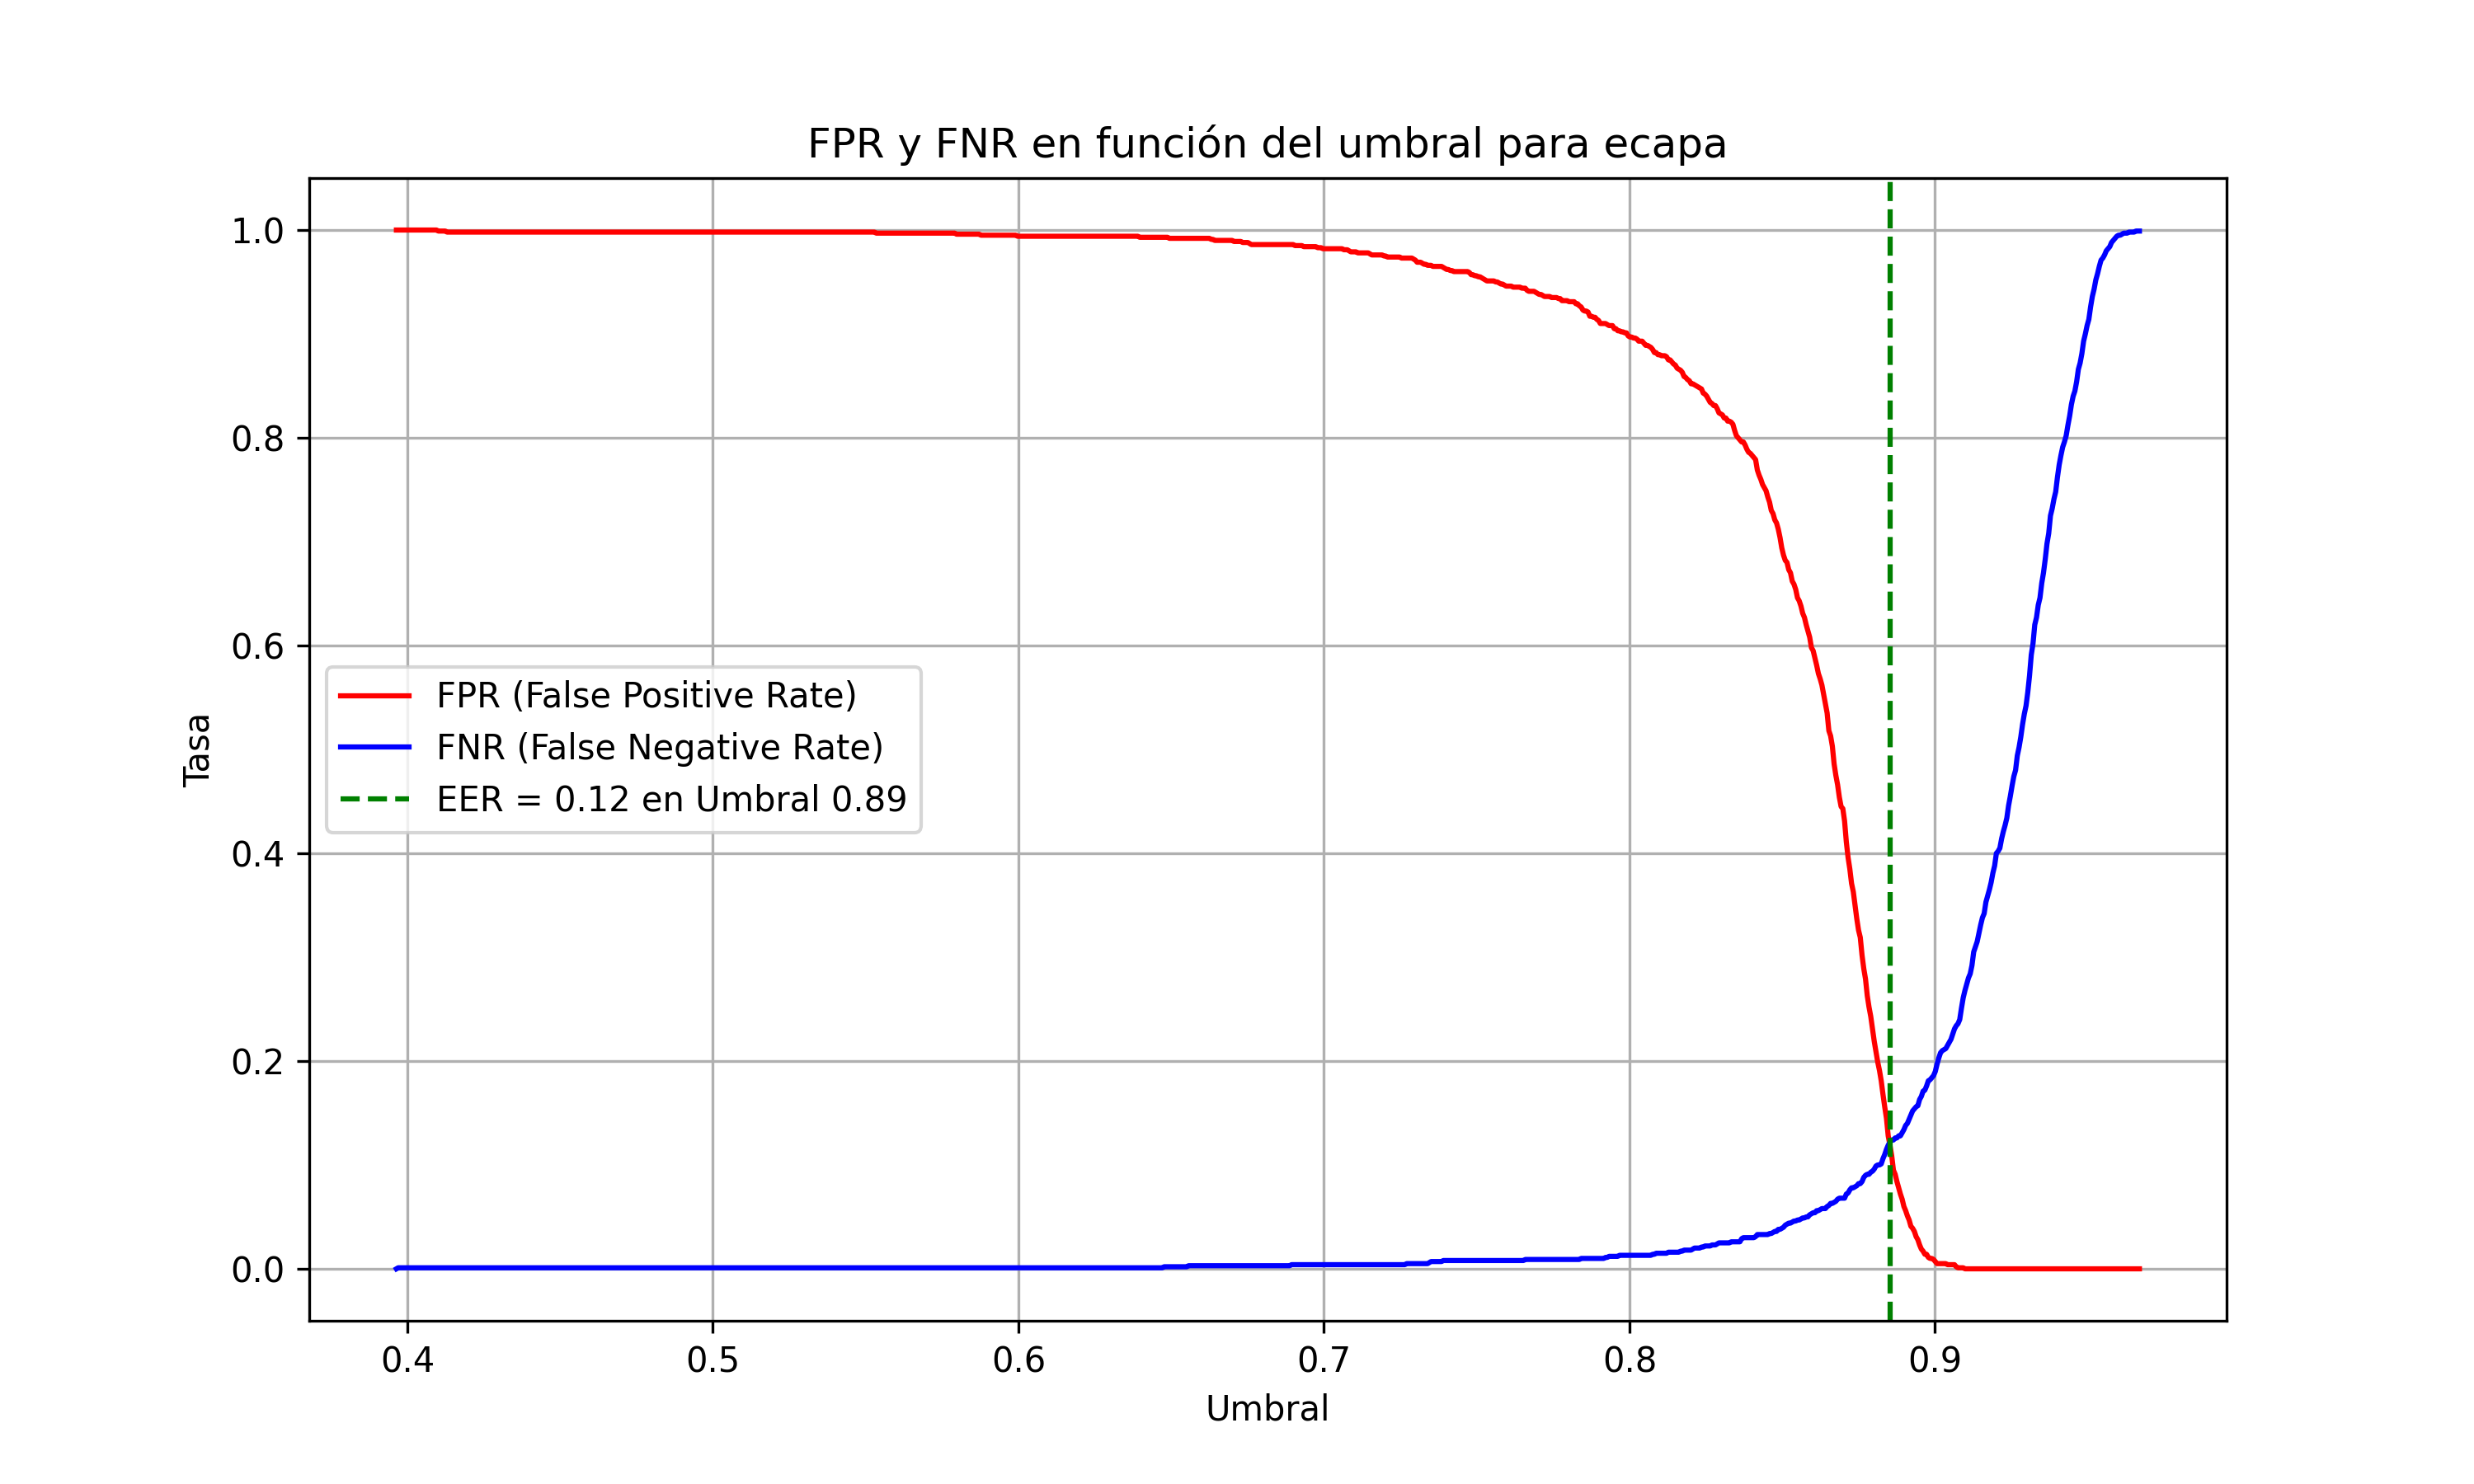 FPR y FNR en función del umbral para ecapa
1.0
0.8
0.6
0.4
0.2
0.0
Tasa
FPR (False Positive Rate)
FNR (False Negative Rate)
EER = 0.12 en Umbral 0.89
0.4 0.5 0.6 0.7 0.8 0.9
Umbral